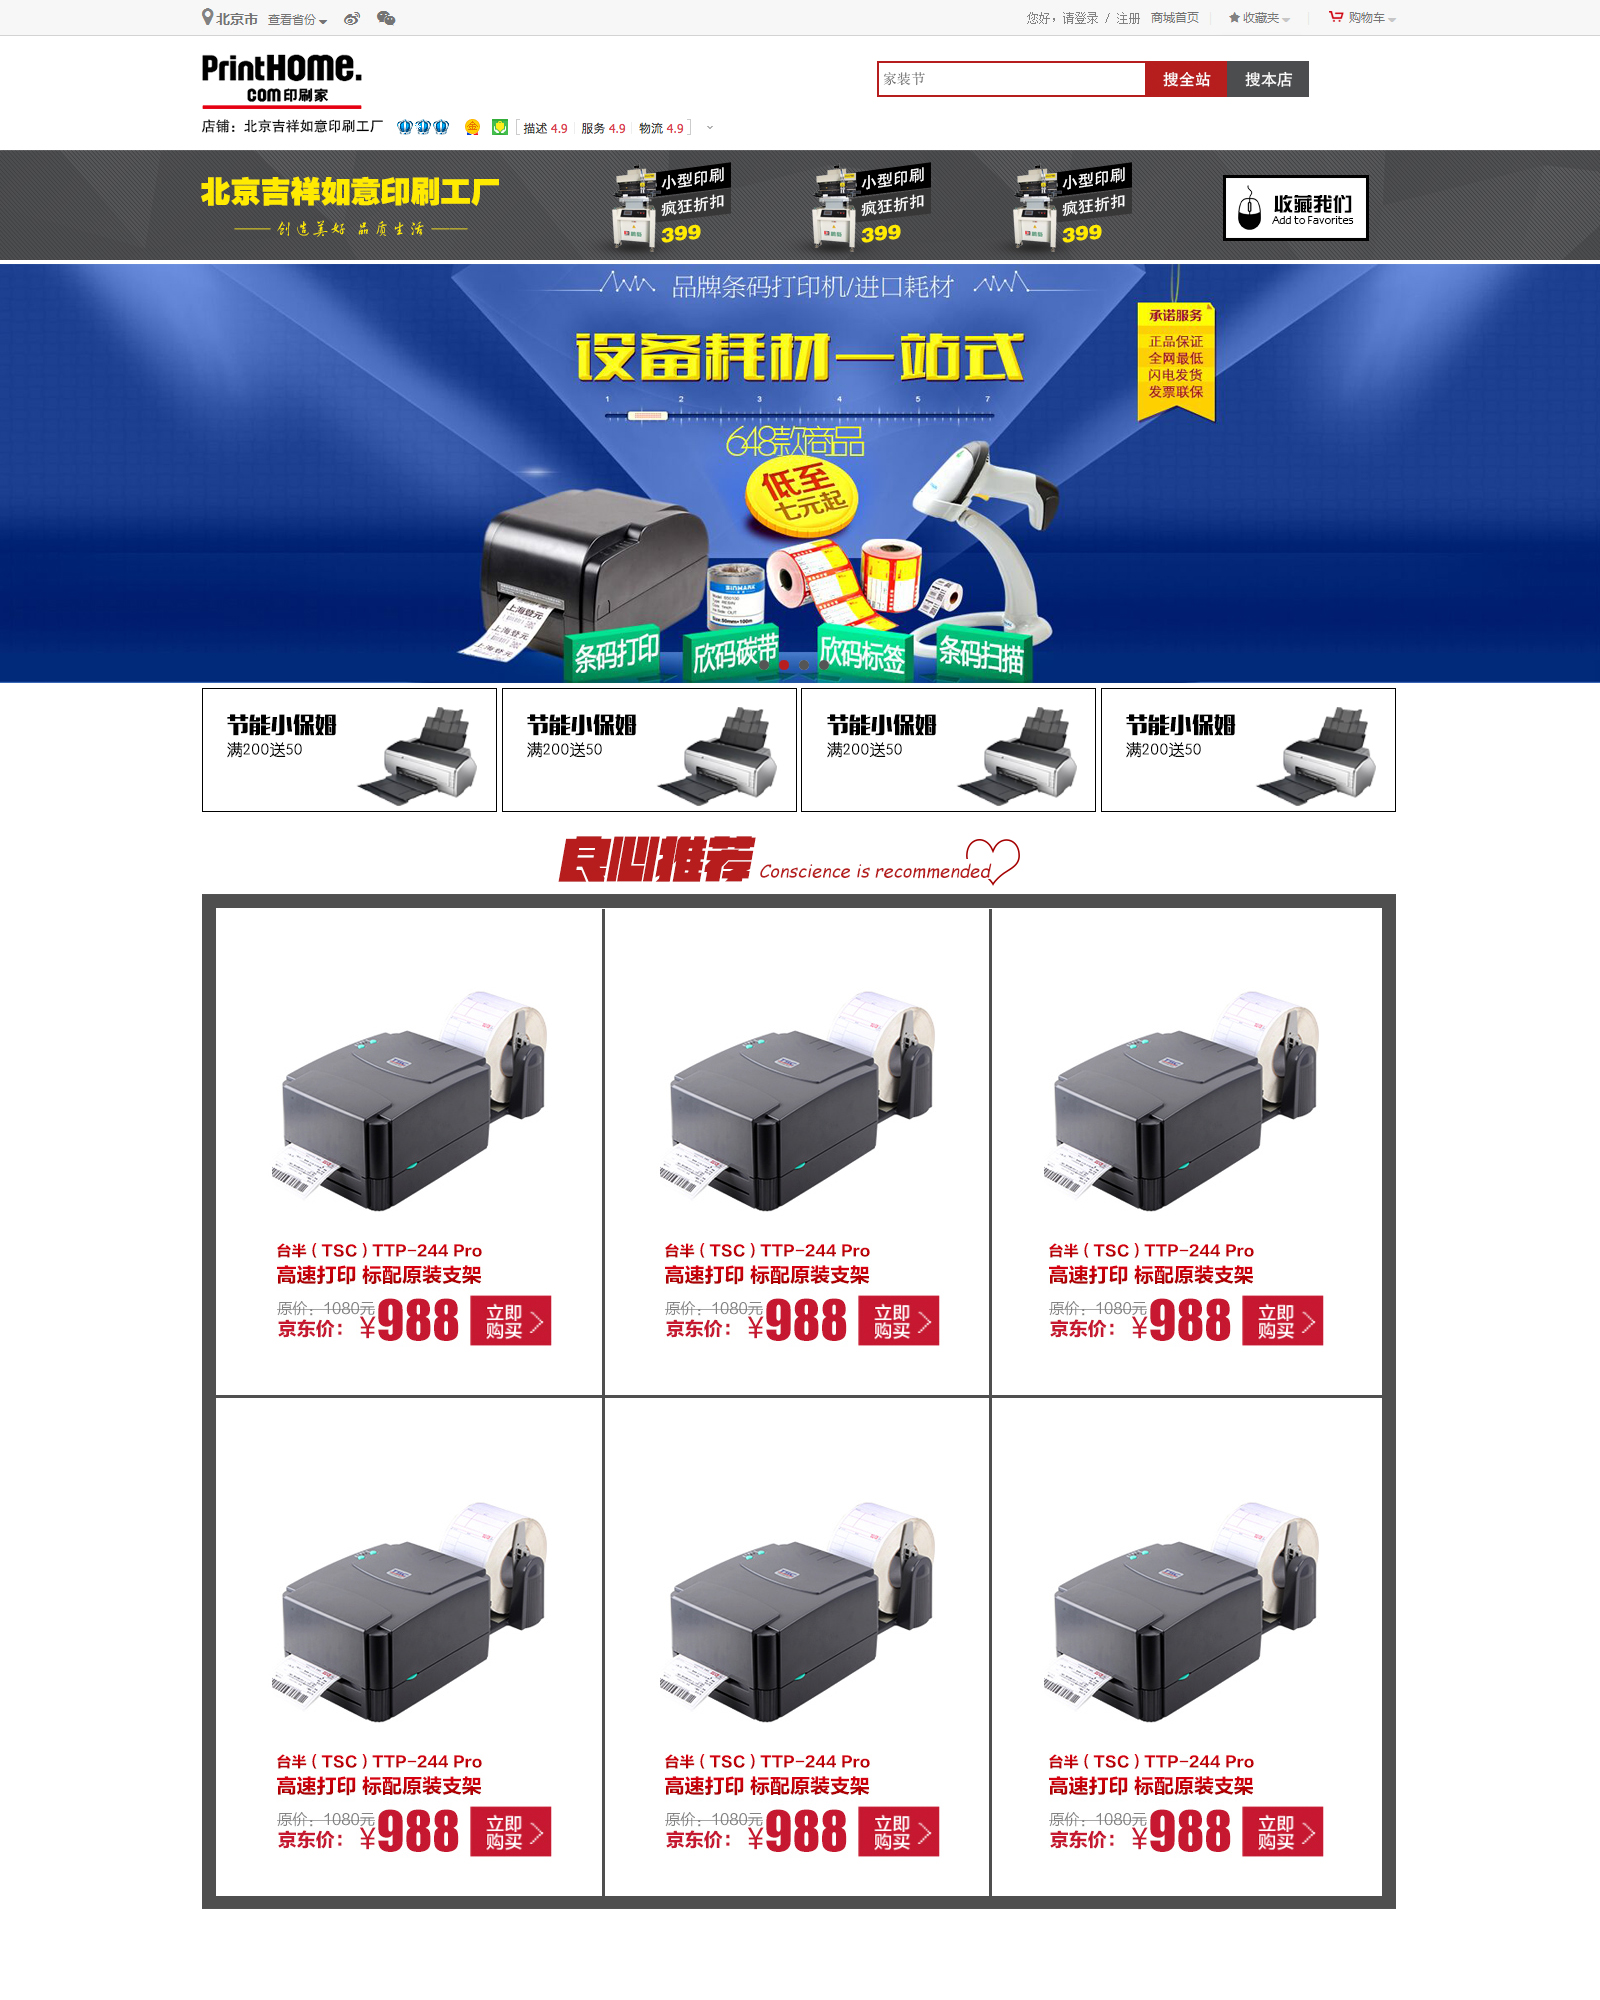 北京市 查看省份 您好，请登录 / 注册 商城首页 收藏夹 购物车
PrintHOME.
COM印刷家
家装节 搜全站 搜本店
店铺：北京吉祥如意印刷工厂 描述 4.9 服务 4.9 物流 4.9
北京吉祥如意印刷工厂
创造美好 品质生活
小型印刷
疯狂折扣
399
小型印刷
疯狂折扣
399
小型印刷
疯狂折扣
399
收藏我们
Add to Favorites
品牌条码打印机/进口耗材
设备耗材一站式
1 2 3 4 5 7
648款商品
低至
七元起
承诺服务
正品保证
全网最低
闪电发货
发票联保
上海登元
上海登元
SINMARK
Size:50mm×100m
条码打印 欣码碳带 欣码标签 条码扫描
节能小保姆
满200送50
节能小保姆
满200送50
节能小保姆
满200送50
节能小保姆
满200送50
良心推荐 Conscience is recommended
台半（TSC）TTP-244 Pro
高速打印 标配原装支架
原价：1080元
京东价：¥988
立即
购买
台半（TSC）TTP-244 Pro
高速打印 标配原装支架
原价：1080元
京东价：¥988
立即
购买
台半（TSC）TTP-244 Pro
高速打印 标配原装支架
原价：1080元
京东价：¥988
立即
购买
台半（TSC）TTP-244 Pro
高速打印 标配原装支架
原价：1080元
京东价：¥988
立即
购买
台半（TSC）TTP-244 Pro
高速打印 标配原装支架
原价：1080元
京东价：¥988
立即
购买
台半（TSC）TTP-244 Pro
高速打印 标配原装支架
原价：1080元
京东价：¥988
立即
购买